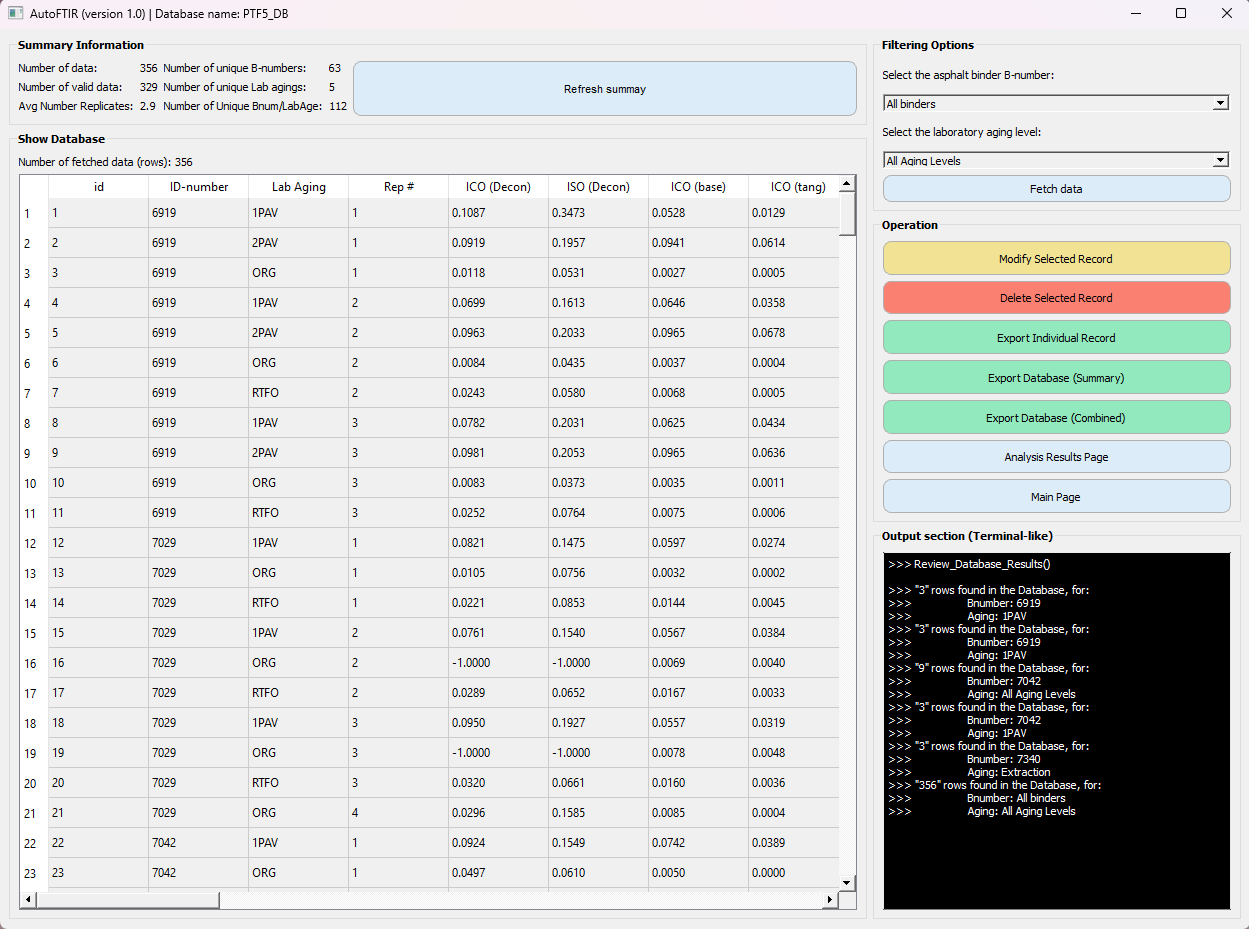 AutoFTIR (version 1.0) | Database name: PTF5_DB
Summary Information
Number of data: 356 Number of unique B-numbers: 63
Number of valid data: 329 Number of unique Lab agings: 5
Avg Number Replicates: 2.9 Number of Unique Bnum/LabAge: 112
Refresh summay
Show Database
Number of fetched data (rows): 356
id ID-number Lab Aging Rep # ICO (Decon) ISO (Decon) ICO (base) ICO (tang)
1 1 6919 1PAV 1 0.1087 0.3473 0.0528 0.0129
2 2 6919 2PAV 1 0.0919 0.1957 0.0941 0.0614
3 3 6919 ORG 1 0.0118 0.0531 0.0027 0.0005
4 4 6919 1PAV 2 0.0699 0.1613 0.0646 0.0358
5 5 6919 2PAV 2 0.0963 0.2033 0.0965 0.0678
6 6 6919 ORG 2 0.0084 0.0435 0.0037 0.0004
7 7 6919 RTFO 2 0.0243 0.0580 0.0068 0.0005
8 8 6919 1PAV 3 0.0782 0.2031 0.0625 0.0434
9 9 6919 2PAV 3 0.0981 0.2053 0.0965 0.0636
10 10 6919 ORG 3 0.0083 0.0373 0.0035 0.0011
11 11 6919 RTFO 3 0.0252 0.0764 0.0075 0.0006
12 12 7029 1PAV 1 0.0821 0.1475 0.0597 0.0274
13 13 7029 ORG 1 0.0105 0.0756 0.0032 0.0002
14 14 7029 RTFO 1 0.0221 0.0853 0.0144 0.0045
15 15 7029 1PAV 2 0.0761 0.1540 0.0567 0.0384
16 16 7029 ORG 2 -1.0000 -1.0000 0.0069 0.0040
17 17 7029 RTFO 2 0.0289 0.0652 0.0167 0.0033
18 18 7029 1PAV 3 0.0950 0.1927 0.0557 0.0319
19 19 7029 ORG 3 -1.0000 -1.0000 0.0078 0.0048
20 20 7029 RTFO 3 0.0320 0.0661 0.0160 0.0036
21 21 7029 ORG 4 0.0296 0.1585 0.0085 0.0004
22 22 7042 1PAV 1 0.0924 0.1549 0.0742 0.0389
23 23 7042 ORG 1 0.0497 0.0610 0.0050 0.0000
Filtering Options
Select the asphalt binder B-number:
All binders
Select the laboratory aging level:
All Aging Levels
Fetch data
Operation
Modify Selected Record
Delete Selected Record
Export Individual Record
Export Database (Summary)
Export Database (Combined)
Analysis Results Page
Main Page
Output section (Terminal-like)
>>> Review_Database_Results()
>>> "3" rows found in the Database, for:
>>> Bnumber: 6919
>>> Aging: 1PAV
>>> "3" rows found in the Database, for:
>>> Bnumber: 6919
>>> Aging: 1PAV
>>> "9" rows found in the Database, for:
>>> Bnumber: 7042
>>> Aging: All Aging Levels
>>> "3" rows found in the Database, for:
>>> Bnumber: 7042
>>> Aging: 1PAV
>>> "3" rows found in the Database, for:
>>> Bnumber: 7340
>>> Aging: Extraction
>>> "356" rows found in the Database, for:
>>> Bnumber: All binders
>>> Aging: All Aging Levels